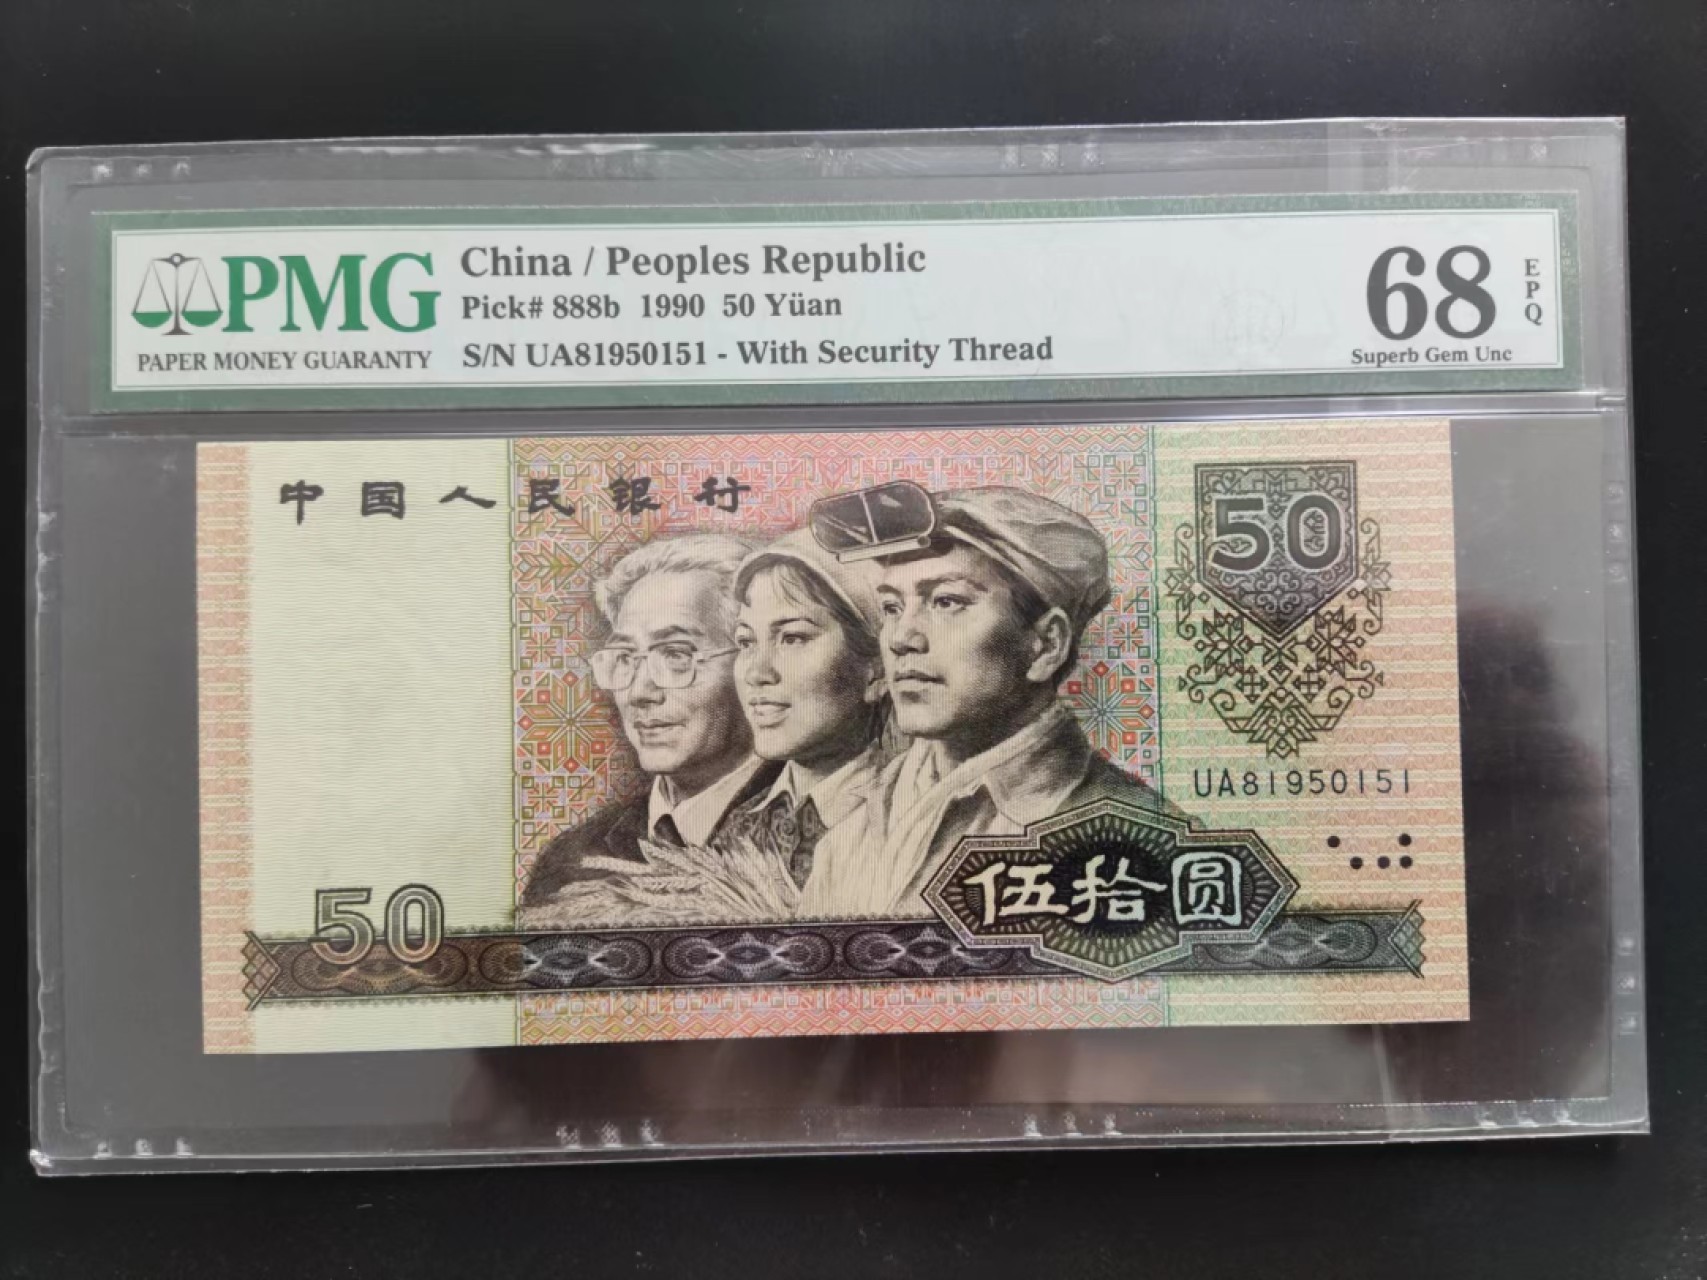 PMG
PAPER MONEY GUARANTY
China / Peoples Republic
Pick# 888b 1990 50 Yüan
S/N UA81950151 - With Security Thread
68
EPQ
Superb Gem Unc
中国人民银行
50
UA81950151
伍拾圆
50